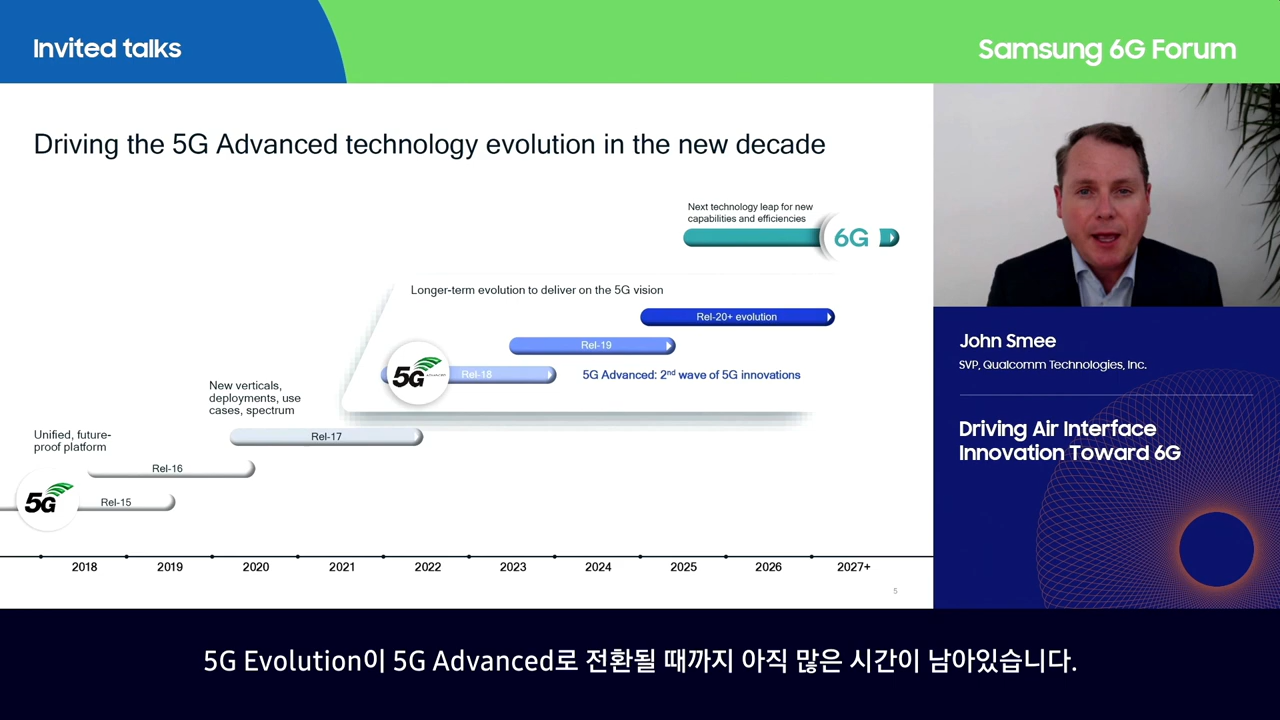 Invited talks
Samsung 6G Forum
Driving the 5G Advanced technology evolution in the new decade
Next technology leap for new
capabilities and efficiencies
6G
Longer-term evolution to deliver on the 5G vision
Rel-20+ evolution
Rel-19
5G ADVANCED
Rel-18
5G Advanced: 2nd wave of 5G innovations
New verticals,
deployments, use
cases, spectrum
Rel-17
Unified, future-
proof platform
Rel-16
5G
Rel-15
2018 2019 2020 2021 2022 2023 2024 2025 2026 2027+
5
John Smee
SVP, Qualcomm Technologies, Inc.
Driving Air Interface
Innovation Toward 6G
5G Evolution이 5G Advanced로 전환될 때까지 아직 많은 시간이 남아있습니다.